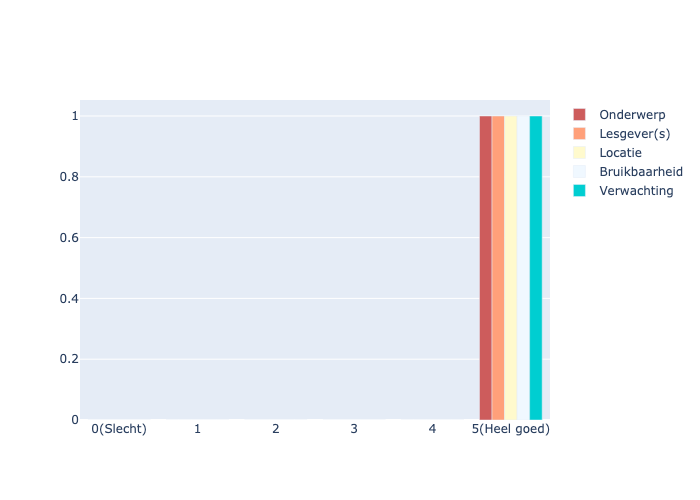 1
0.8
0.6
0.4
0.2
0
0(Slecht)
1
2
3
4
5(Heel goed)
Onderwerp
Lesgever(s)
Locatie
Bruikbaarheid
Verwachting